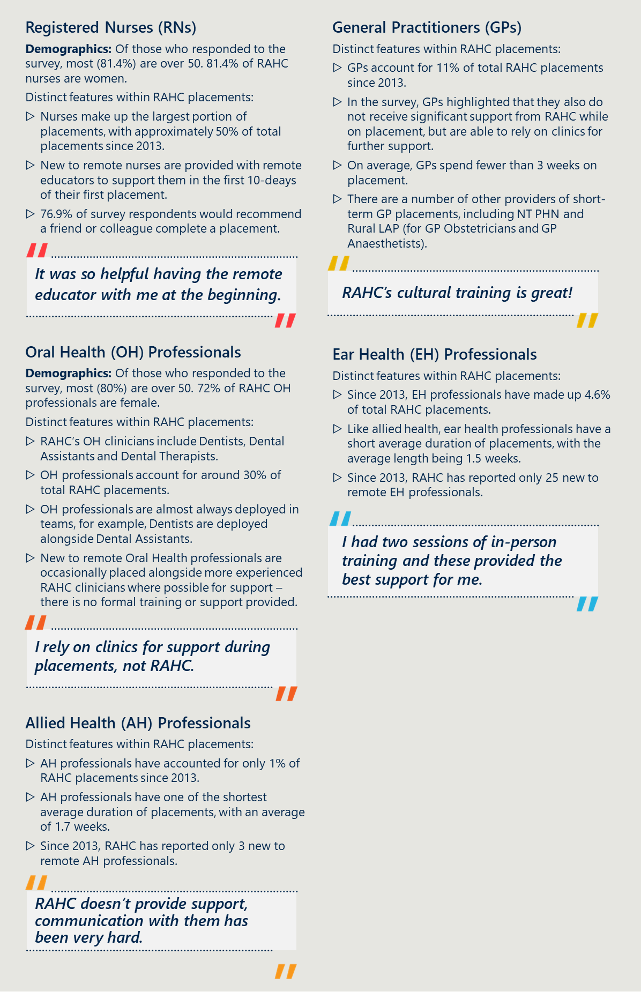 Registered Nurses (RNs)
Demographics: Of those who responded to the
survey, most (81.4%) are over 50. 81.4% of RAHC
nurses are women.
Distinct features within RAHC placements:
▷ Nurses make up the largest portion of
placements, with approximately 50% of total
placements since 2013.
▷ New to remote nurses are provided with remote
educators to support them in the first 10-deays
of their first placement.
▷ 76.9% of survey respondents would recommend
a friend or colleague complete a placement.
"
It was so helpful having the remote
educator with me at the beginning.
"
Oral Health (OH) Professionals
Demographics: Of those who responded to the
survey, most (80%) are over 50. 72% of RAHC OH
professionals are female.
Distinct features within RAHC placements:
▷ RAHC's OH clinicians include Dentists, Dental
Assistants and Dental Therapists.
▷ OH professionals account for around 30% of
total RAHC placements.
▷ OH professionals are almost always deployed in
teams, for example, Dentists are deployed
alongside Dental Assistants.
▷ New to remote Oral Health professionals are
occasionally placed alongside more experienced
RAHC clinicians where possible for support –
there is no formal training or support provided.
"
I rely on clinics for support during
placements, not RAHC.
"
Allied Health (AH) Professionals
Distinct features within RAHC placements:
▷ AH professionals have accounted for only 1% of
RAHC placements since 2013.
▷ AH professionals have one of the shortest
average duration of placements, with an average
of 1.7 weeks.
▷ Since 2013, RAHC has reported only 3 new to
remote AH professionals.
"
RAHC doesn't provide support,
communication with them has
been very hard.
"
General Practitioners (GPs)
Distinct features within RAHC placements:
▷ GPs account for 11% of total RAHC placements
since 2013.
▷ In the survey, GPs highlighted that they also do
not receive significant support from RAHC while
on placement, but are able to rely on clinics for
further support.
▷ On average, GPs spend fewer than 3 weeks on
placement.
▷ There are a number of other providers of short-
term GP placements, including NT PHN and
Rural LAP (for GP Obstetricians and GP
Anaesthetists).
"
RAHC's cultural training is great!
"
Ear Health (EH) Professionals
Distinct features within RAHC placements:
▷ Since 2013, EH professionals have made up 4.6%
of total RAHC placements.
▷ Like allied health, ear health professionals have a
short average duration of placements, with the
average length being 1.5 weeks.
▷ Since 2013, RAHC has reported only 25 new to
remote EH professionals.
"
I had two sessions of in-person
training and these provided the
best support for me.
"